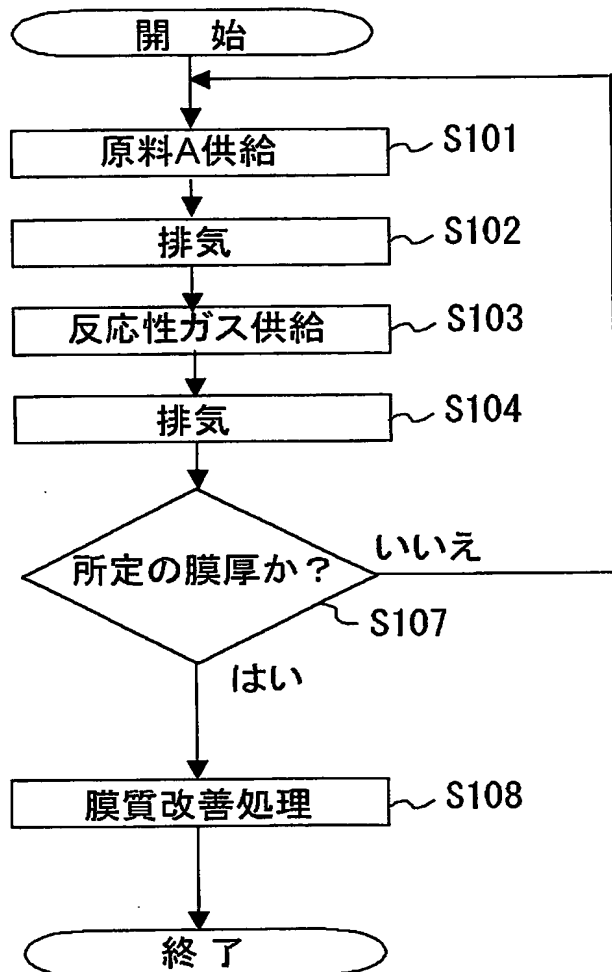 開　始
原料A供給
S101
排気
S102
反応性ガス供給
S103
排気
S104
所定の膜厚か？
いいえ
S107
はい
膜質改善処理
S108
終 了